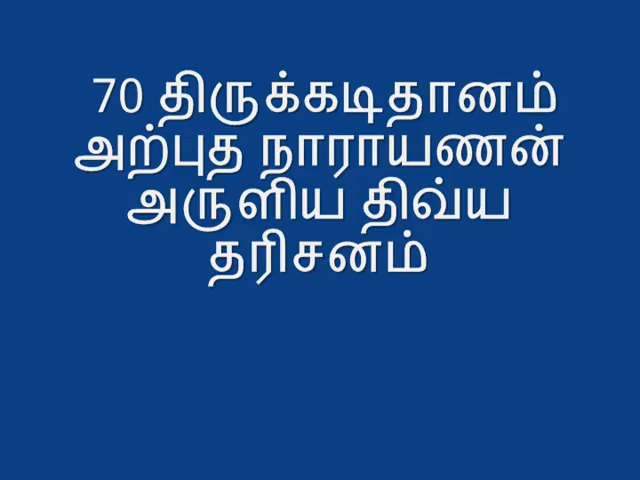 70 திருக்கடிதானம்
அற்புத நாராயணன்
அருளிய திவ்ய
தரிசனம்